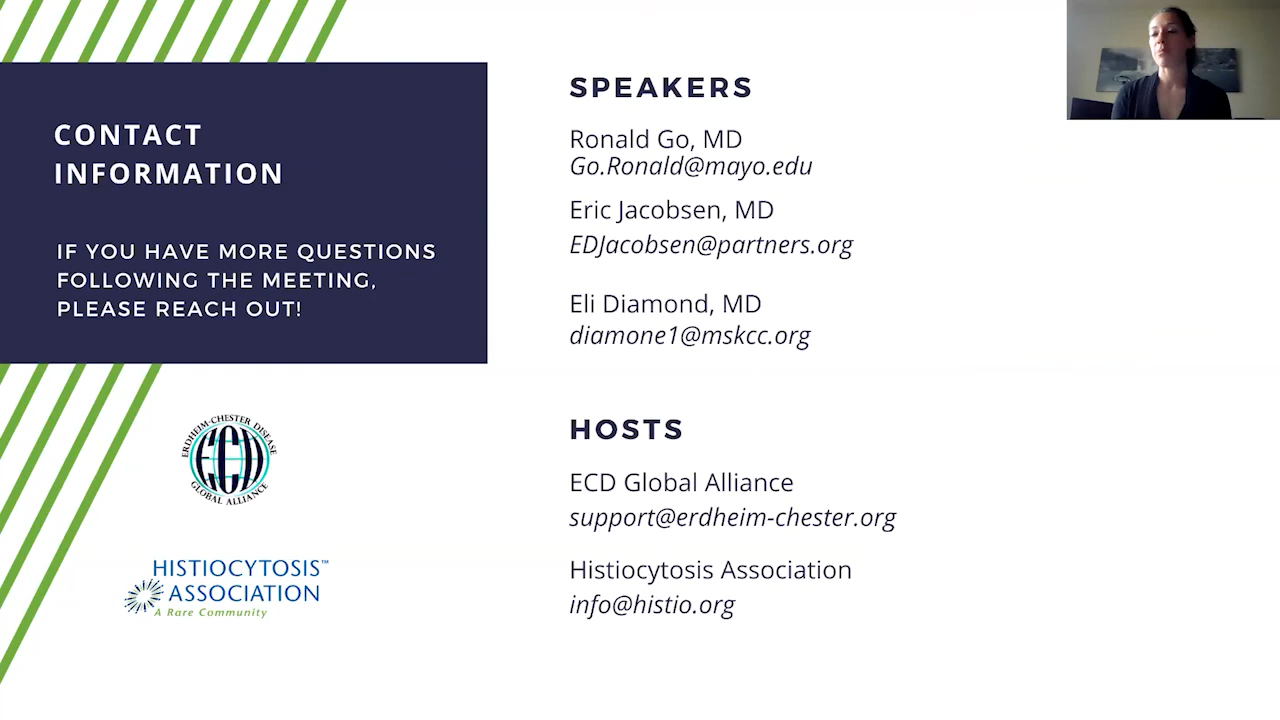 CONTACT
INFORMATION
IF YOU HAVE MORE QUESTIONS
FOLLOWING THE MEETING,
PLEASE REACH OUT!
ERDHEIM-CHESTER DISEASE
ECD
GLOBAL ALLIANCE
HISTIOCYTOSIS™
ASSOCIATION
A Rare Community
SPEAKERS
Ronald Go, MD
Go.Ronald@mayo.edu
Eric Jacobsen, MD
EDJacobsen@partners.org
Eli Diamond, MD
diamone1@mskcc.org
HOSTS
ECD Global Alliance
support@erdheim-chester.org
Histiocytosis Association
info@histio.org